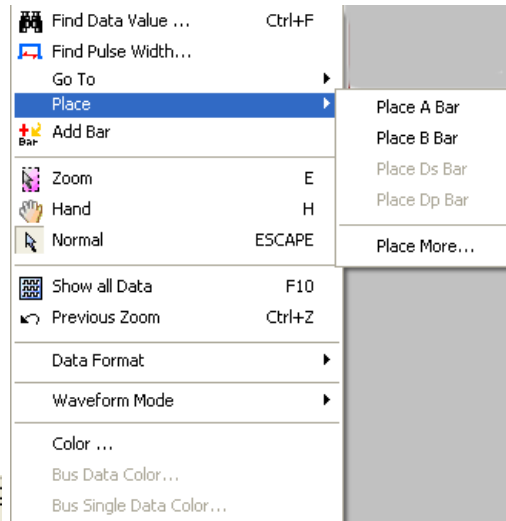 Find Data Value ... Ctrl+F
Find Pulse Width...
Go To
Place
Bar Add Bar
Zoom E
Hand H
Normal ESCAPE
Show all Data F10
Previous Zoom Ctrl+Z
Data Format
Waveform Mode
Color ...
Bus Data Color...
Bus Single Data Color...
Place A Bar
Place B Bar
Place Ds Bar
Place Dp Bar
Place More...